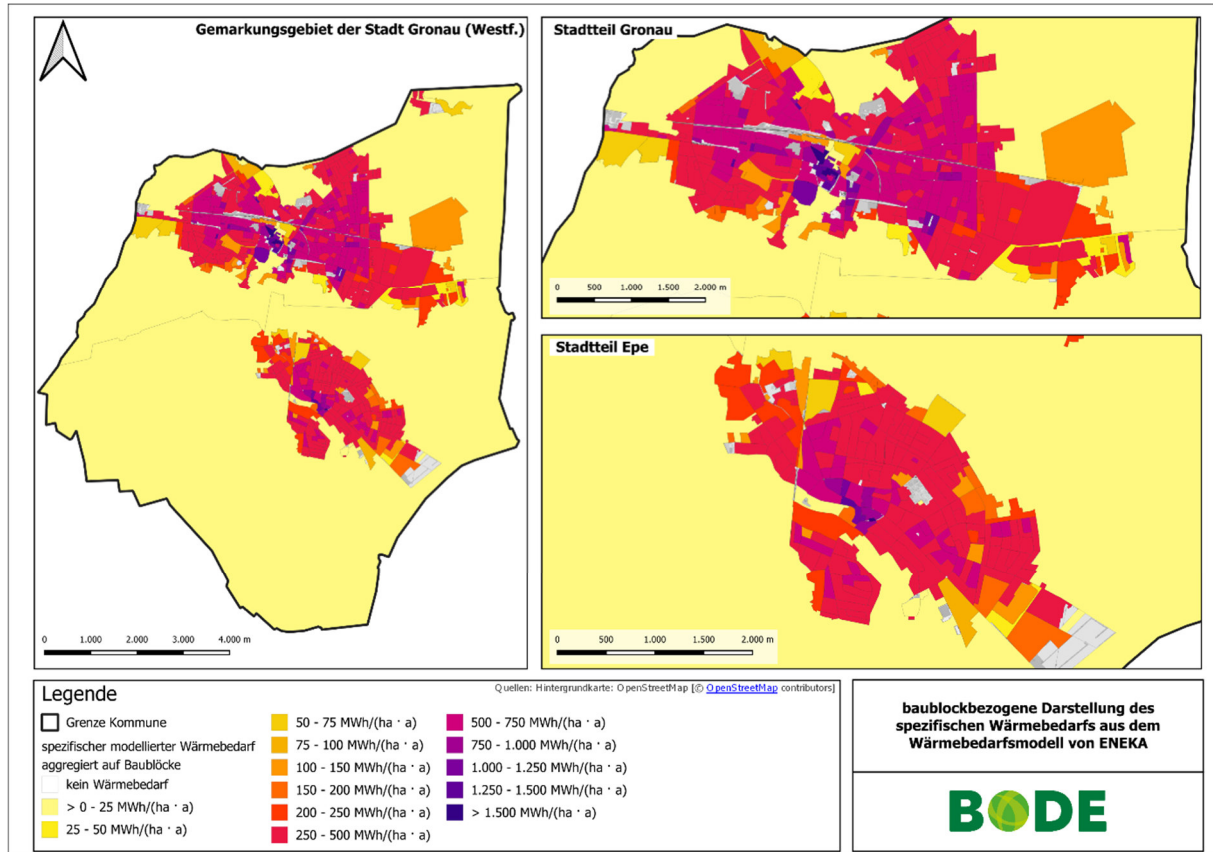 Gemarkungsgebiet der Stadt Gronau (Westf.)
0 1.000 2.000 3.000 4.000 m
Stadtteil Gronau
0 500 1.000 1.500 2.000 m
Stadtteil Epe
0 500 1.000 1.500 2.000 m
Legende
Quellen: Hintergrundkarte: OpenStreetMap [© OpenStreetMap contributors]
Grenze Kommune
spezifischer modellierter Wärmebedarf
aggregiert auf Baublöcke
kein Wärmebedarf
> 0 - 25 MWh/(ha · a)
25 - 50 MWh/(ha · a)
50 - 75 MWh/(ha · a)
75 - 100 MWh/(ha · a)
100 - 150 MWh/(ha · a)
150 - 200 MWh/(ha · a)
200 - 250 MWh/(ha · a)
250 - 500 MWh/(ha · a)
500 - 750 MWh/(ha · a)
750 - 1.000 MWh/(ha · a)
1.000 - 1.250 MWh/(ha · a)
1.250 - 1.500 MWh/(ha · a)
> 1.500 MWh/(ha · a)
baublockbezogene Darstellung des
spezifischen Wärmebedarfs aus dem
Wärmebedarfsmodell von ENEKA
BODE